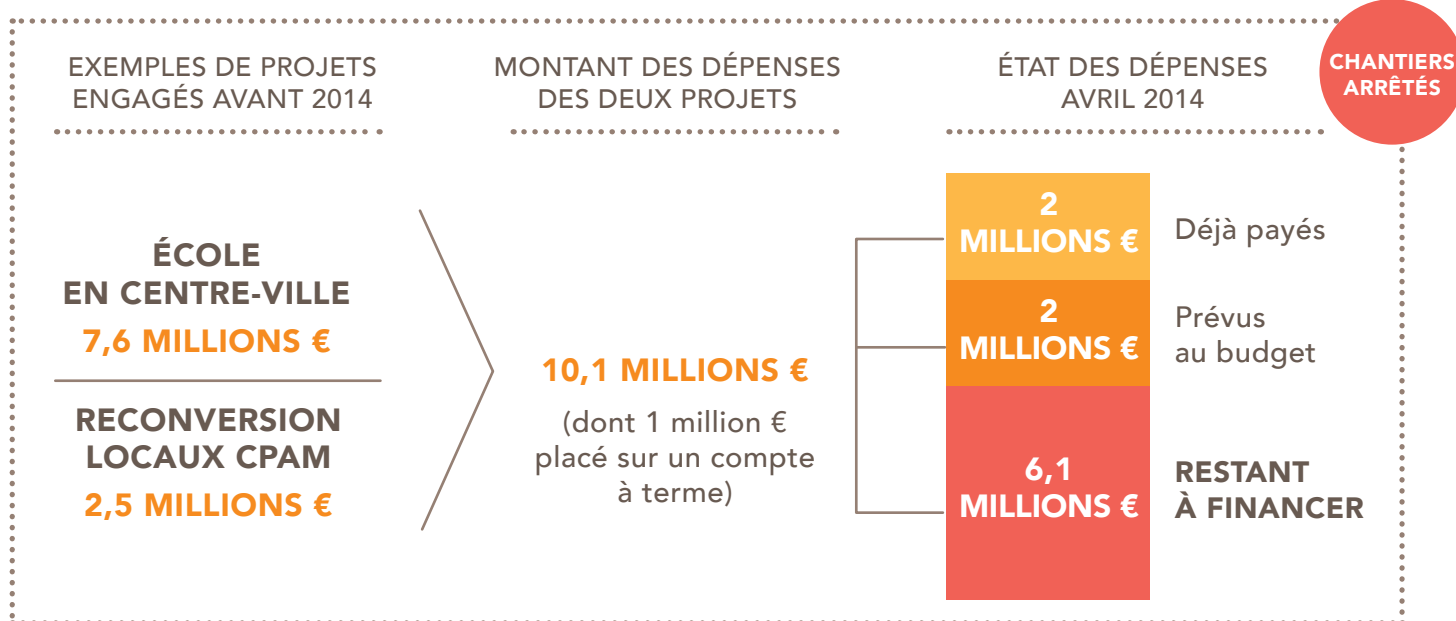 EXEMPLES DE PROJETS
ENGAGÉS AVANT 2014
MONTANT DES DÉPENSES
DES DEUX PROJETS
ÉTAT DES DÉPENSES
AVRIL 2014
CHANTIERS
ARRÊTÉS
ÉCOLE
EN CENTRE-VILLE
7,6 MILLIONS €
RECONVERSION
LOCAUX CPAM
2,5 MILLIONS €
10,1 MILLIONS €
(dont 1 million €
placé sur un compte
à terme)
2
MILLIONS €
Déjà payés
2
MILLIONS €
Prévus
au budget
6,1
MILLIONS €
RESTANT
À FINANCER